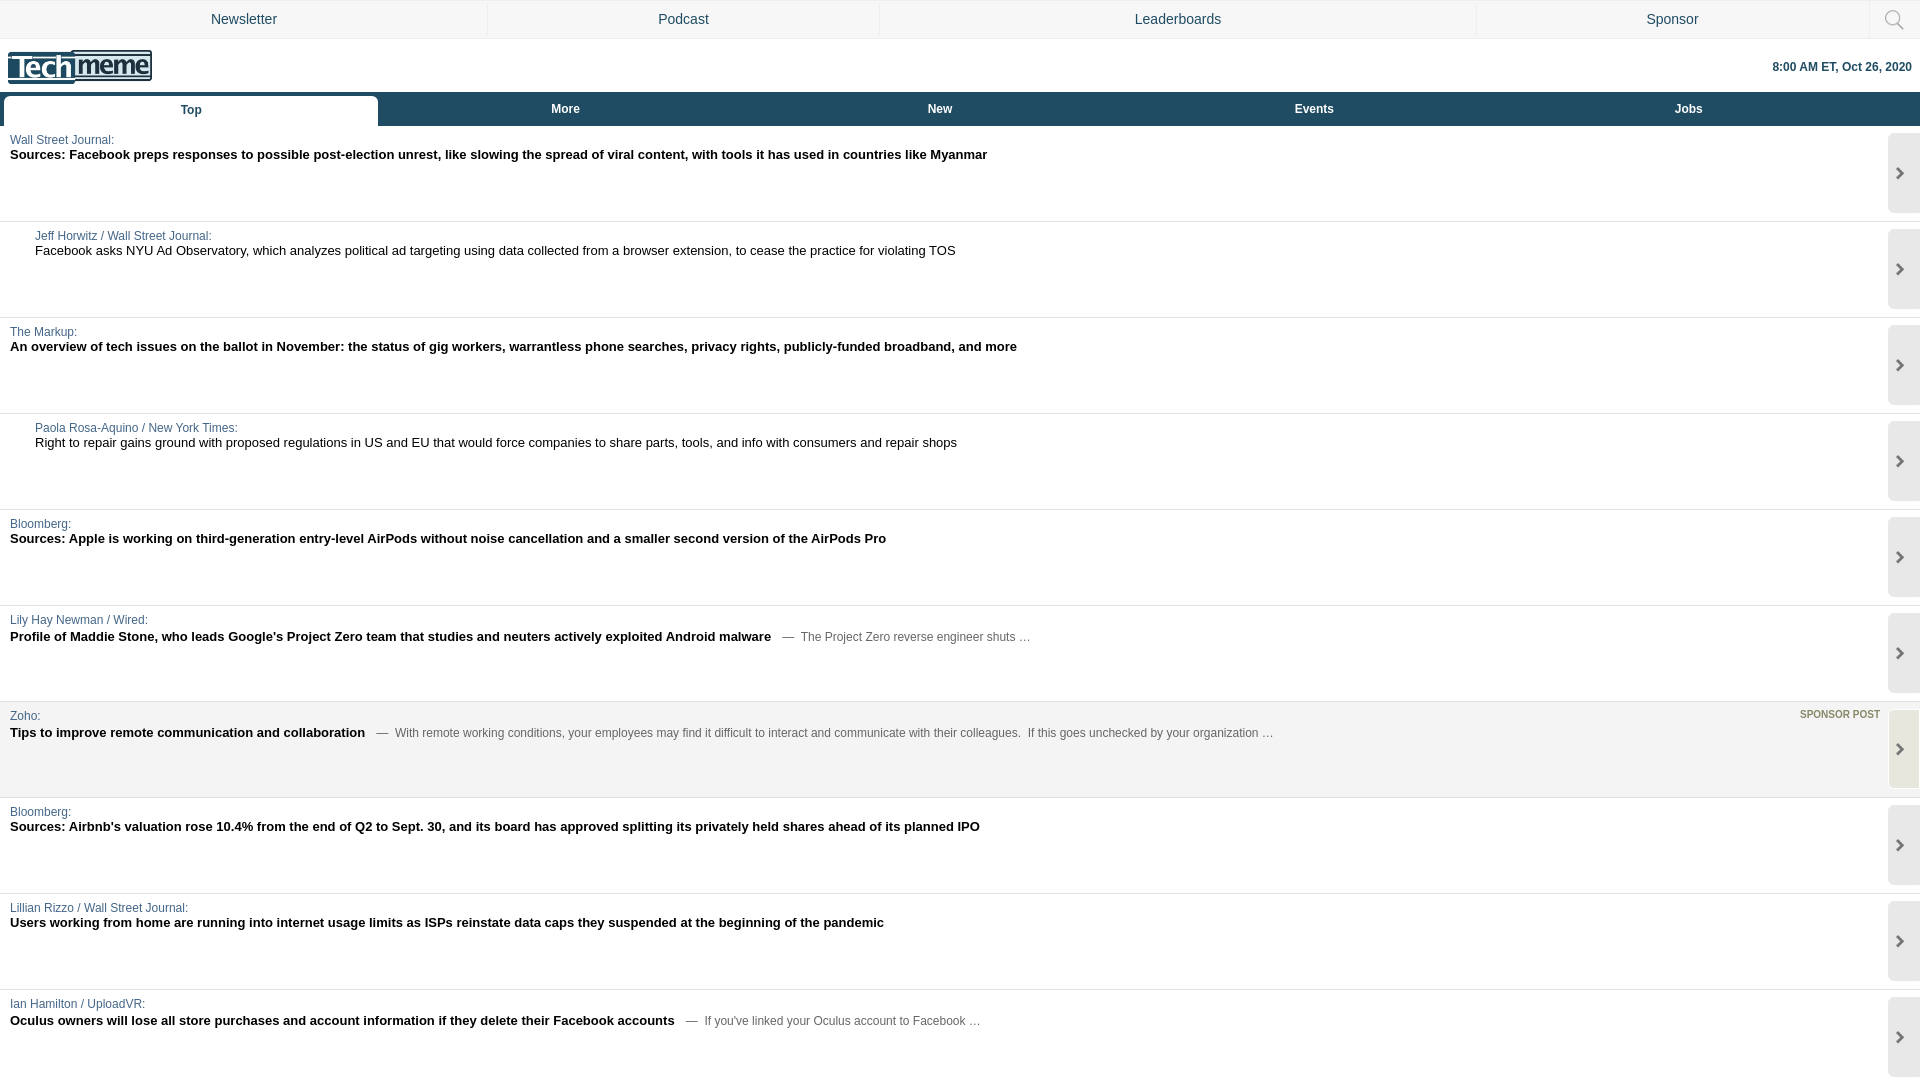 Newsletter
Podcast
Leaderboards
Sponsor
Techmeme
8:00 AM ET, Oct 26, 2020
Top
More
New
Events
Jobs
Wall Street Journal:
Sources: Facebook preps responses to possible post-election unrest, like slowing the spread of viral content, with tools it has used in countries like Myanmar
Jeff Horwitz / Wall Street Journal:
Facebook asks NYU Ad Observatory, which analyzes political ad targeting using data collected from a browser extension, to cease the practice for violating TOS
The Markup:
An overview of tech issues on the ballot in November: the status of gig workers, warrantless phone searches, privacy rights, publicly-funded broadband, and more
Paola Rosa-Aquino / New York Times:
Right to repair gains ground with proposed regulations in US and EU that would force companies to share parts, tools, and info with consumers and repair shops
Bloomberg:
Sources: Apple is working on third-generation entry-level AirPods without noise cancellation and a smaller second version of the AirPods Pro
Lily Hay Newman / Wired:
Profile of Maddie Stone, who leads Google's Project Zero team that studies and neuters actively exploited Android malware — The Project Zero reverse engineer shuts …
Zoho:
SPONSOR POST
Tips to improve remote communication and collaboration — With remote working conditions, your employees may find it difficult to interact and communicate with their colleagues. If this goes unchecked by your organization …
Bloomberg:
Sources: Airbnb's valuation rose 10.4% from the end of Q2 to Sept. 30, and its board has approved splitting its privately held shares ahead of its planned IPO
Lillian Rizzo / Wall Street Journal:
Users working from home are running into internet usage limits as ISPs reinstate data caps they suspended at the beginning of the pandemic
Ian Hamilton / UploadVR:
Oculus owners will lose all store purchases and account information if they delete their Facebook accounts — If you've linked your Oculus account to Facebook …